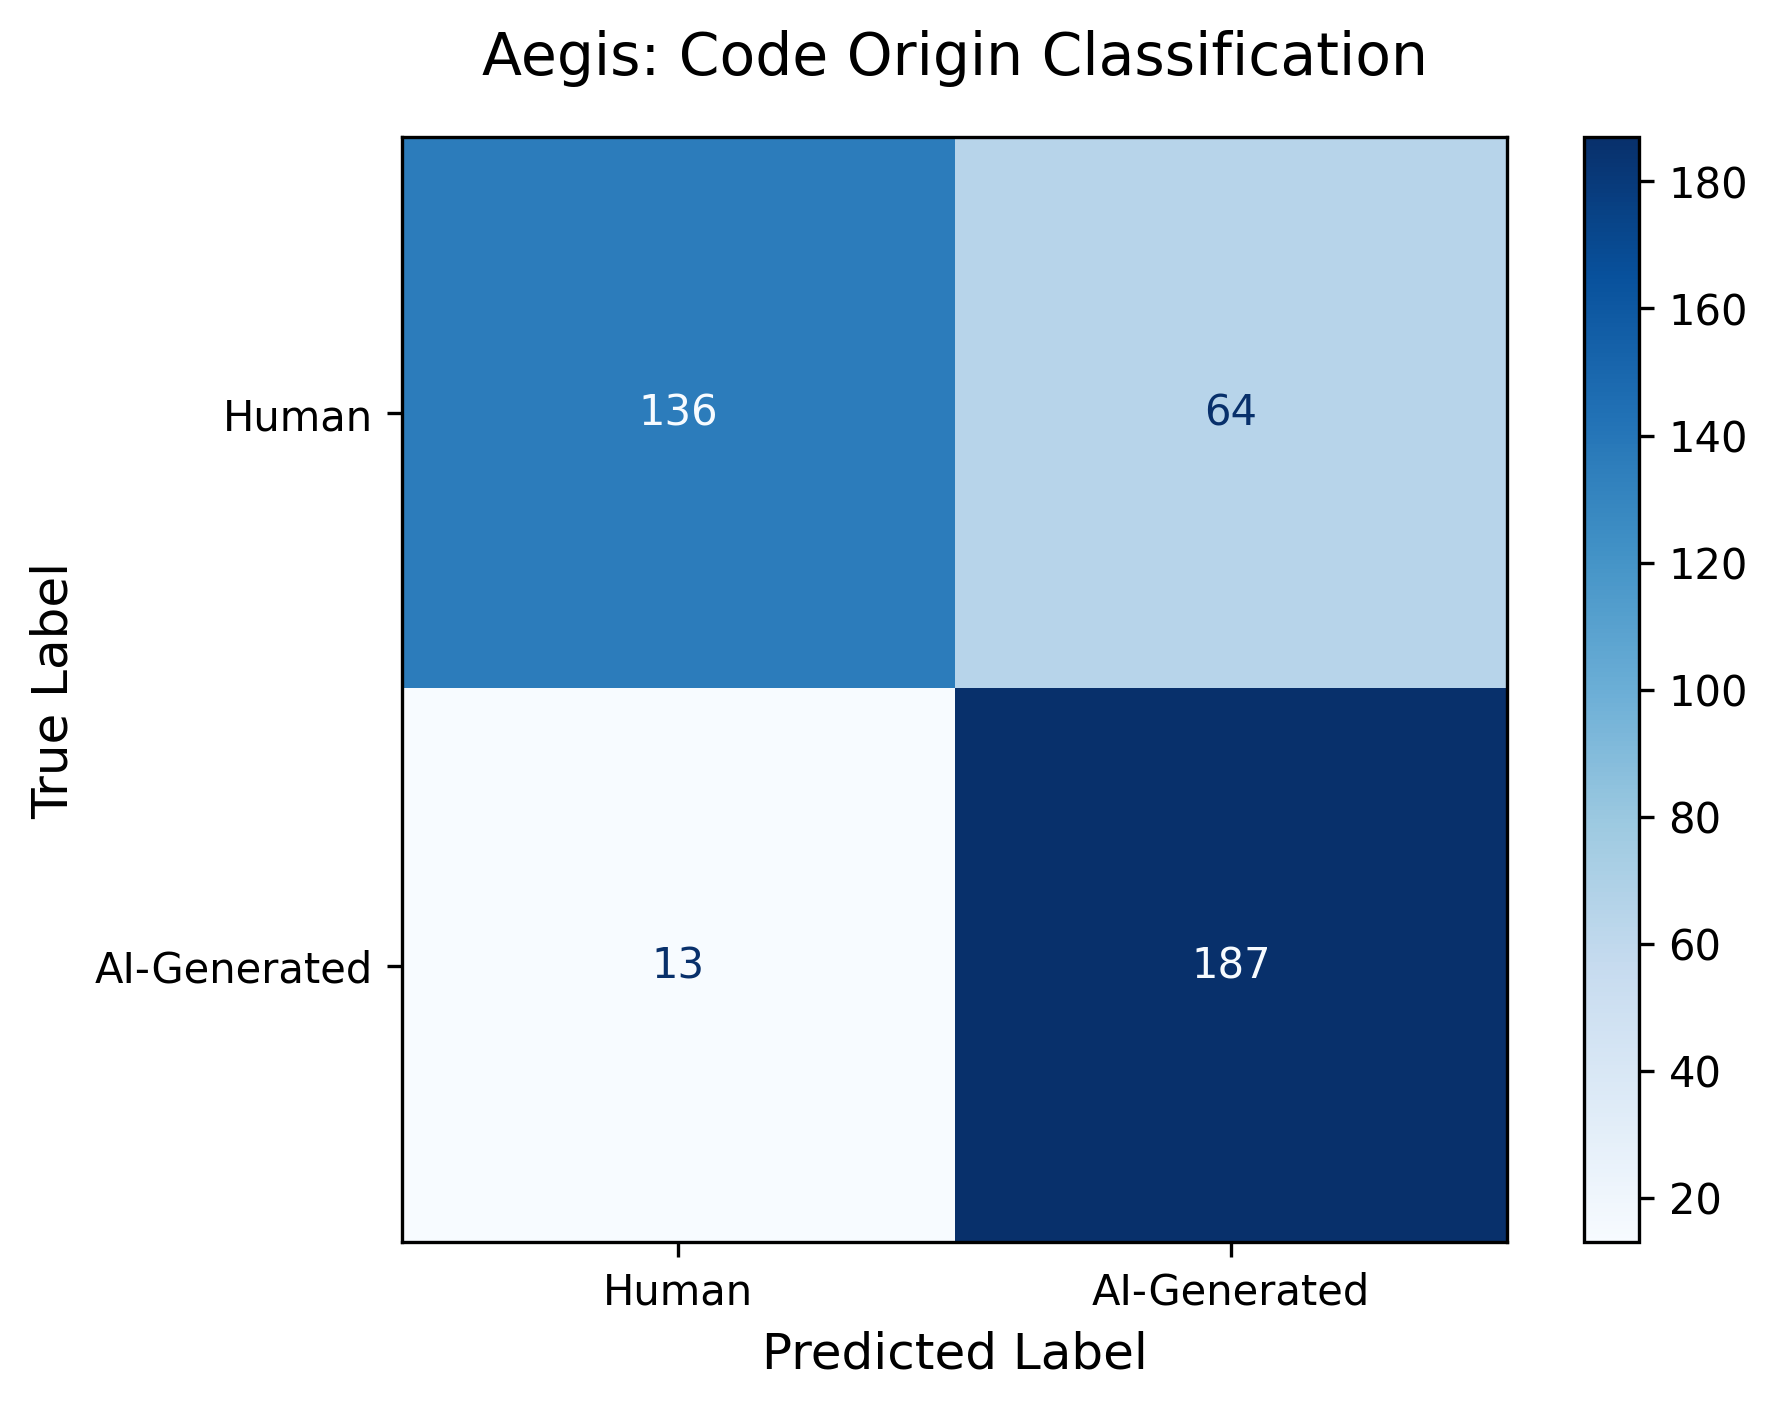 Aegis: Code Origin Classification
True Label
Human
AI-Generated
136
64
13
187
Human
AI-Generated
Predicted Label
180
160
140
120
100
80
60
40
20